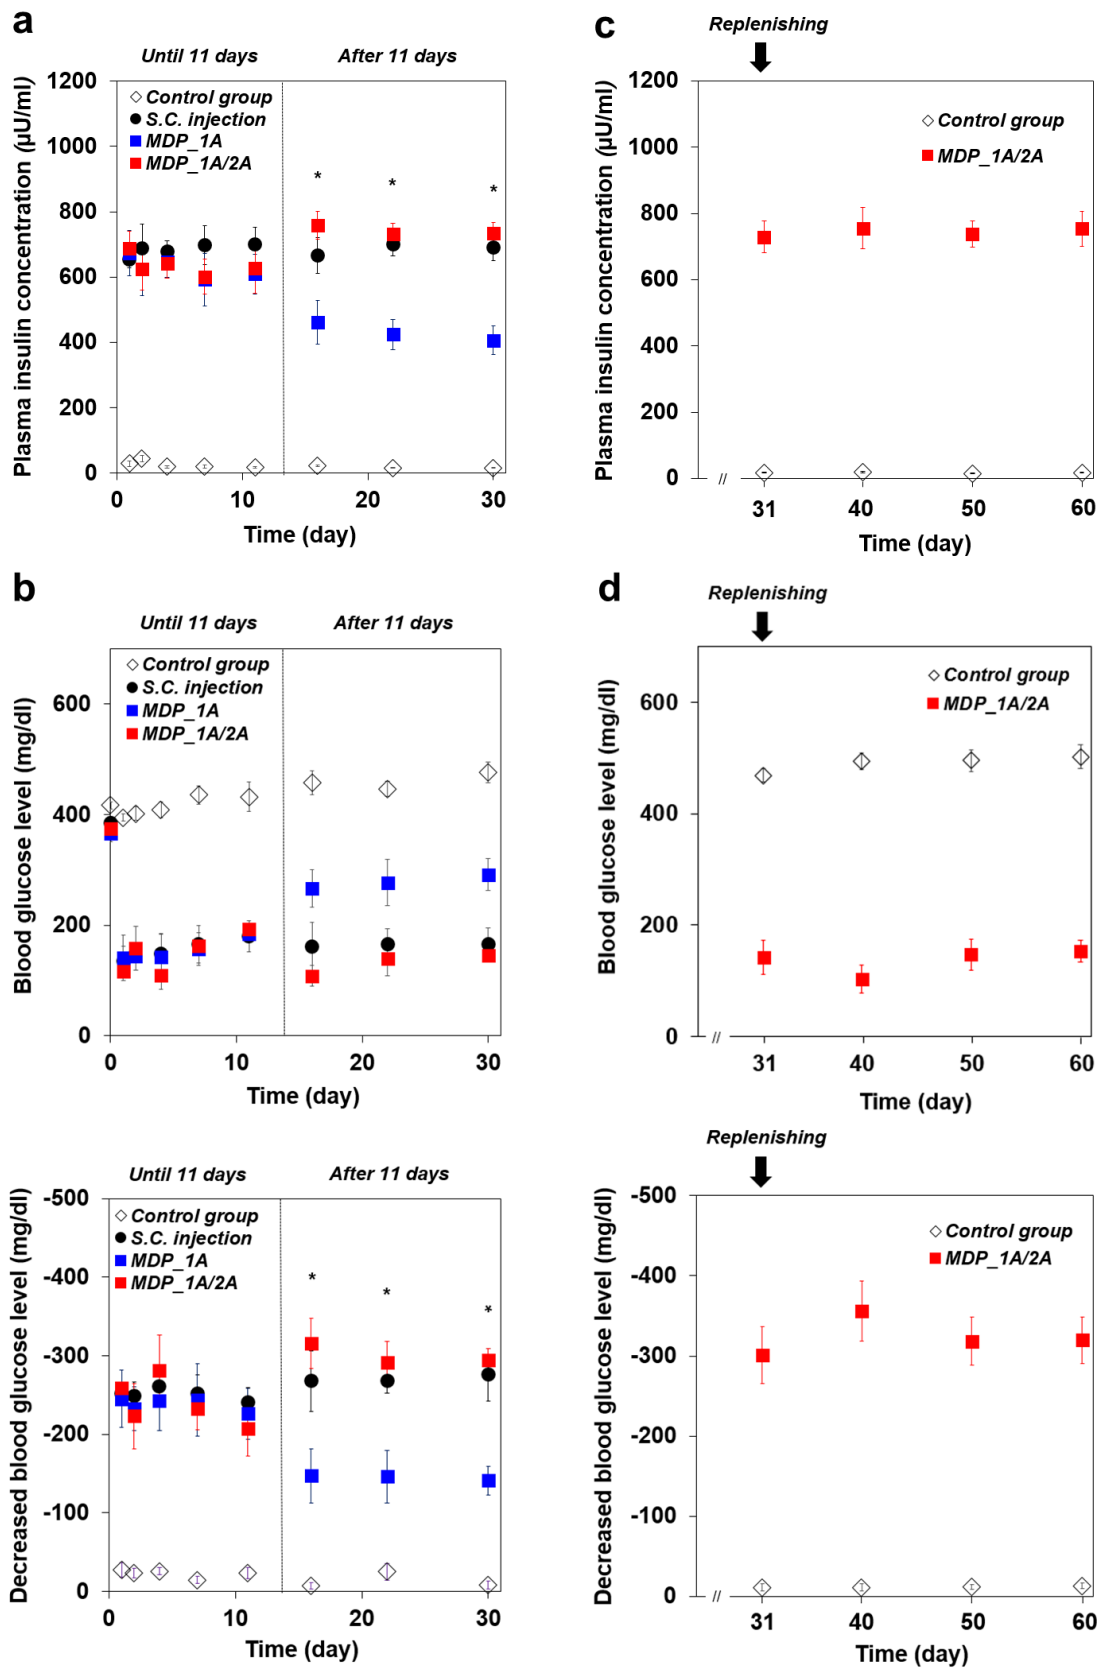 a
Until 11 days
After 11 days
Plasma insulin concentration (µU/ml)
1200
1000
800
600
400
200
0
Control group
S.C. injection
MDP_1A
MDP_1A/2A
*
*
*
0
10
20
30
Time (day)
c
Replenishing
Plasma insulin concentration (µU/ml)
1200
1000
800
600
400
200
0
Control group
MDP_1A/2A
//
31
40
50
60
Time (day)
b
Until 11 days
After 11 days
Blood glucose level (mg/dl)
600
400
200
0
Control group
S.C. injection
MDP_1A
MDP_1A/2A
0
10
20
30
Time (day)
d
Replenishing
Blood glucose level (mg/dl)
600
400
200
0
Control group
MDP_1A/2A
//
31
40
50
60
Time (day)
Until 11 days
After 11 days
Decreased blood glucose level (mg/dl)
-500
-400
-300
-200
-100
0
Control group
S.C. injection
MDP_1A
MDP_1A/2A
*
*
*
0
10
20
30
Time (day)
Replenishing
Decreased blood glucose level (mg/dl)
-500
-400
-300
-200
-100
0
Control group
MDP_1A/2A
//
31
40
50
60
Time (day)